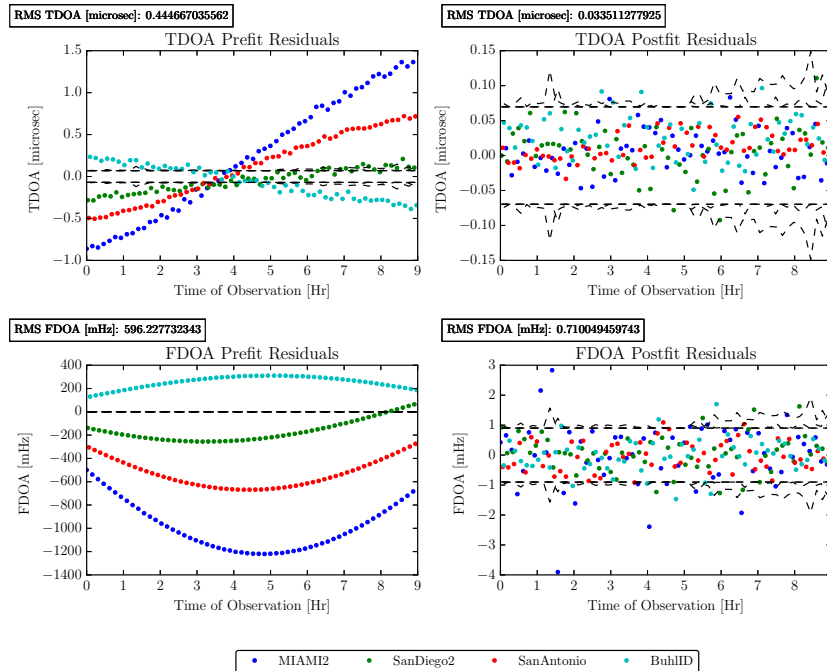 RMS TDOA [microsec]: 0.444667035562
RMS TDOA [microsec]: 0.033511277925
TDOA Prefit Residuals
1.5
1.0
0.5
0.0
−0.5
−1.0
TDOA [microsec]
0 1 2 3 4 5 6 7 8 9
Time of Observation [Hr]
TDOA Postfit Residuals
0.15
0.10
0.05
0.00
−0.05
−0.10
−0.15
TDOA [microsec]
0 1 2 3 4 5 6 7 8
Time of Observation [Hr]
RMS FDOA [mHz]: 596.227732343
RMS FDOA [mHz]: 0.710049459743
FDOA Prefit Residuals
400
200
0
−200
−400
−600
−800
−1000
−1200
−1400
FDOA [mHz]
0 1 2 3 4 5 6 7 8 9
Time of Observation [Hr]
FDOA Postfit Residuals
3
2
1
0
−1
−2
−3
−4
FDOA [mHz]
0 1 2 3 4 5 6 7 8
Time of Observation [Hr]
MIAMI2 SanDiego2 SanAntonio BuhlID